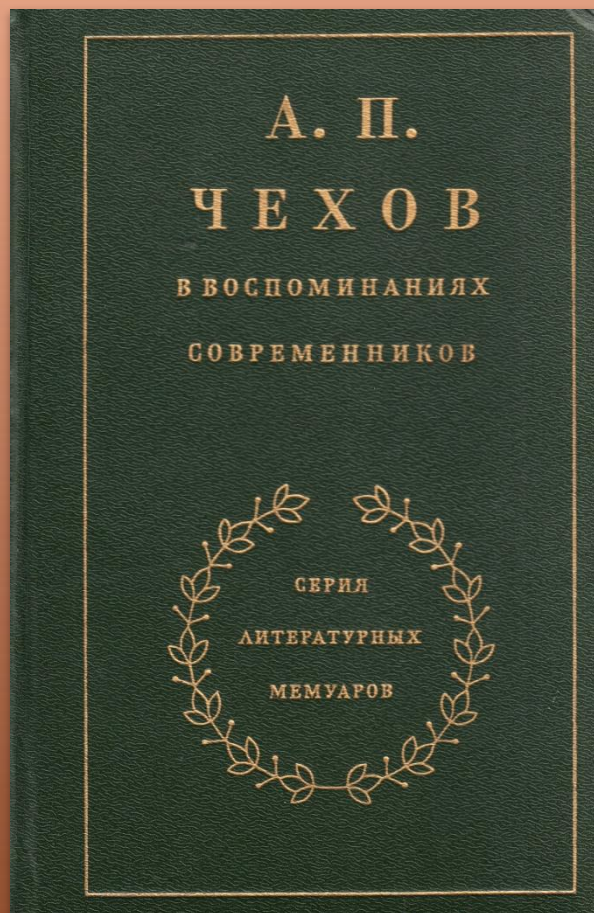 А. П.
ЧЕХОВ
В ВОСПОМИНАНИЯХ
СОВРЕМЕННИКОВ
СЕРИЯ
ЛИТЕРАТУРНЫХ
МЕМУАРОВ